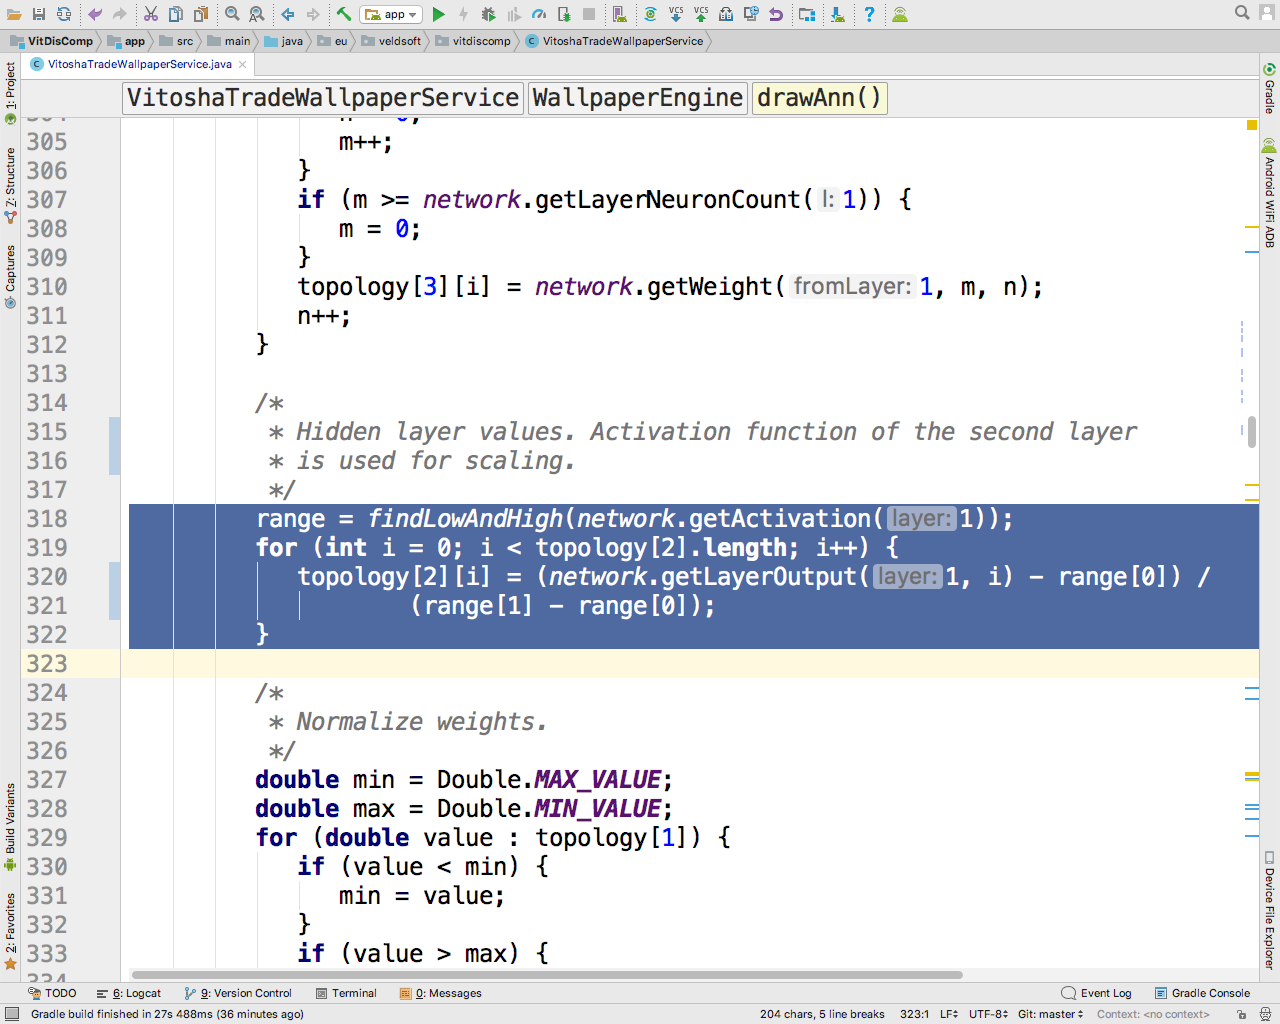 app
VCS VCS
VitDisComp app src main java eu veldsoft vitdiscomp VitoshaTradeWallpaperService
VitoshaTradeWallpaperService.java
VitoshaTradeWallpaperService WallpaperEngine drawAnn()
305 m++;
306 }
307 if (m >= network.getLayerNeuronCount( l: 1)) {
308 m = 0;
309 }
310 topology[3][i] = network.getWeight( fromLayer: 1, m, n);
311 n++;
312 }
313
314 /*
315 * Hidden layer values. Activation function of the second layer
316 * is used for scaling.
317 */
318 range = findLowAndHigh(network.getActivation( layer: 1));
319 for (int i = 0; i < topology[2].length; i++) {
320 topology[2][i] = (network.getLayerOutput( layer: 1, i) - range[0]) /
321 (range[1] - range[0]);
322 }
323
324 /*
325 * Normalize weights.
326 */
327 double min = Double.MAX_VALUE;
328 double max = Double.MIN_VALUE;
329 for (double value : topology[1]) {
330 if (value < min) {
331 min = value;
332 }
333 if (value > max) {
1: Project
Z: Structure
Captures
Build Variants
2: Favorites
Gradle
Android WiFi ADB
Device File Explorer
TODO 6: Logcat 9: Version Control Terminal 0: Messages Event Log Gradle Console
Gradle build finished in 27s 488ms (36 minutes ago) 204 chars, 5 line breaks 323:1 LF UTF-8 Git: master Context: <no context>